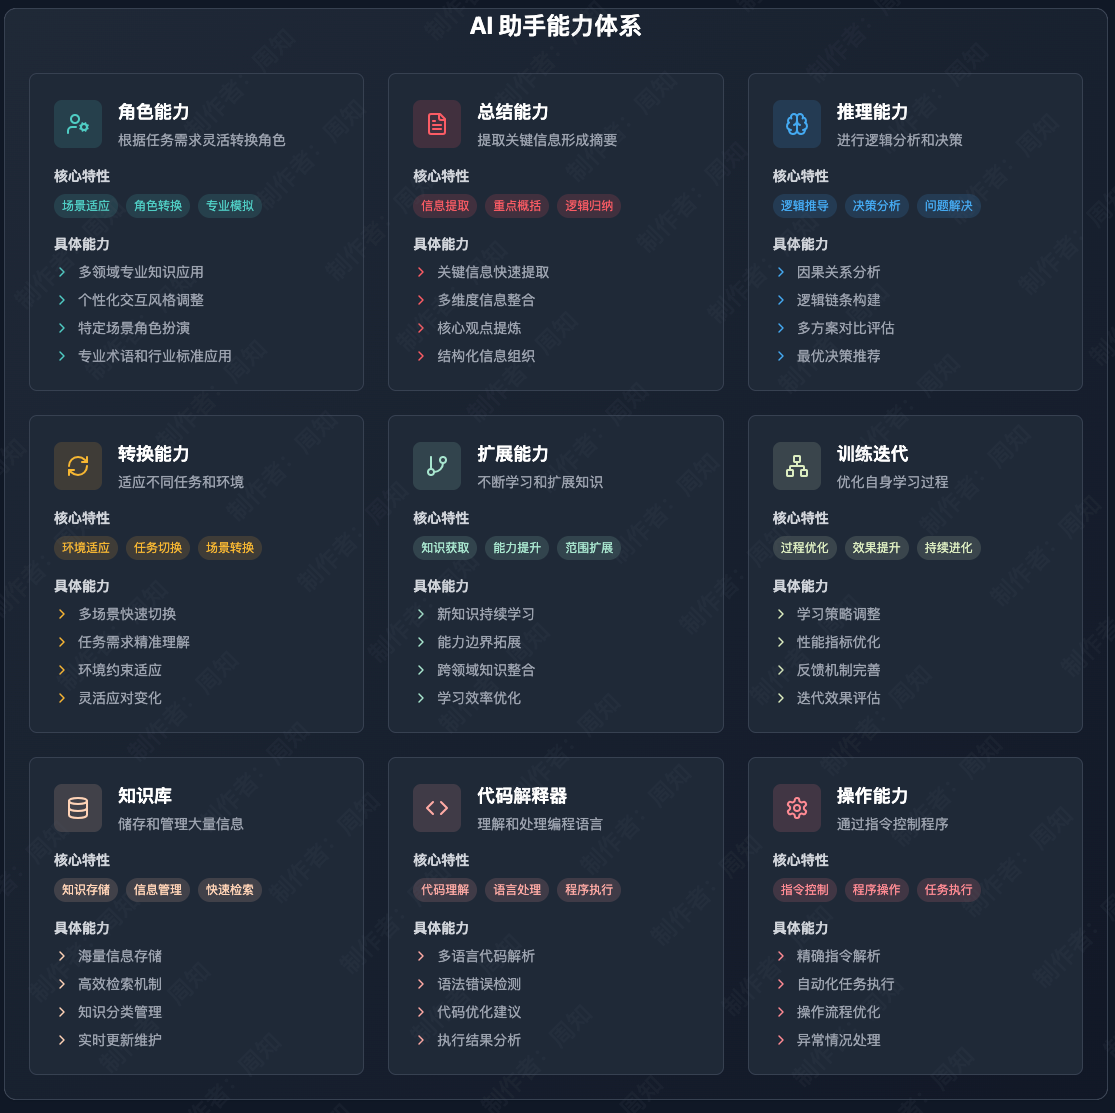 AI 助手能力体系
角色能力
根据任务需求灵活转换角色
核心特性
场景适应 角色转换 专业模拟
具体能力
多领域专业知识应用
个性化交互风格调整
特定场景角色扮演
专业术语和行业标准应用
总结能力
提取关键信息形成摘要
核心特性
信息提取 重点概括 逻辑归纳
具体能力
关键信息快速提取
多维度信息整合
核心观点提炼
结构化信息组织
推理能力
进行逻辑分析和决策
核心特性
逻辑推导 决策分析 问题解决
具体能力
因果关系分析
逻辑链条构建
多方案对比评估
最优决策推荐
转换能力
适应不同任务和环境
核心特性
环境适应 任务切换 场景转换
具体能力
多场景快速切换
任务需求精准理解
环境约束适应
灵活应对变化
扩展能力
不断学习和扩展知识
核心特性
知识获取 能力提升 范围扩展
具体能力
新知识持续学习
能力边界拓展
跨领域知识整合
学习效率优化
训练迭代
优化自身学习过程
核心特性
过程优化 效果提升 持续进化
具体能力
学习策略调整
性能指标优化
反馈机制完善
迭代效果评估
知识库
储存和管理大量信息
核心特性
知识存储 信息管理 快速检索
具体能力
海量信息存储
高效检索机制
知识分类管理
实时更新维护
代码解释器
理解和处理编程语言
核心特性
代码理解 语言处理 程序执行
具体能力
多语言代码解析
语法错误检测
代码优化建议
执行结果分析
操作能力
通过指令控制程序
核心特性
指令控制 程序操作 任务执行
具体能力
精确指令解析
自动化任务执行
操作流程优化
异常情况处理
制作者：周知